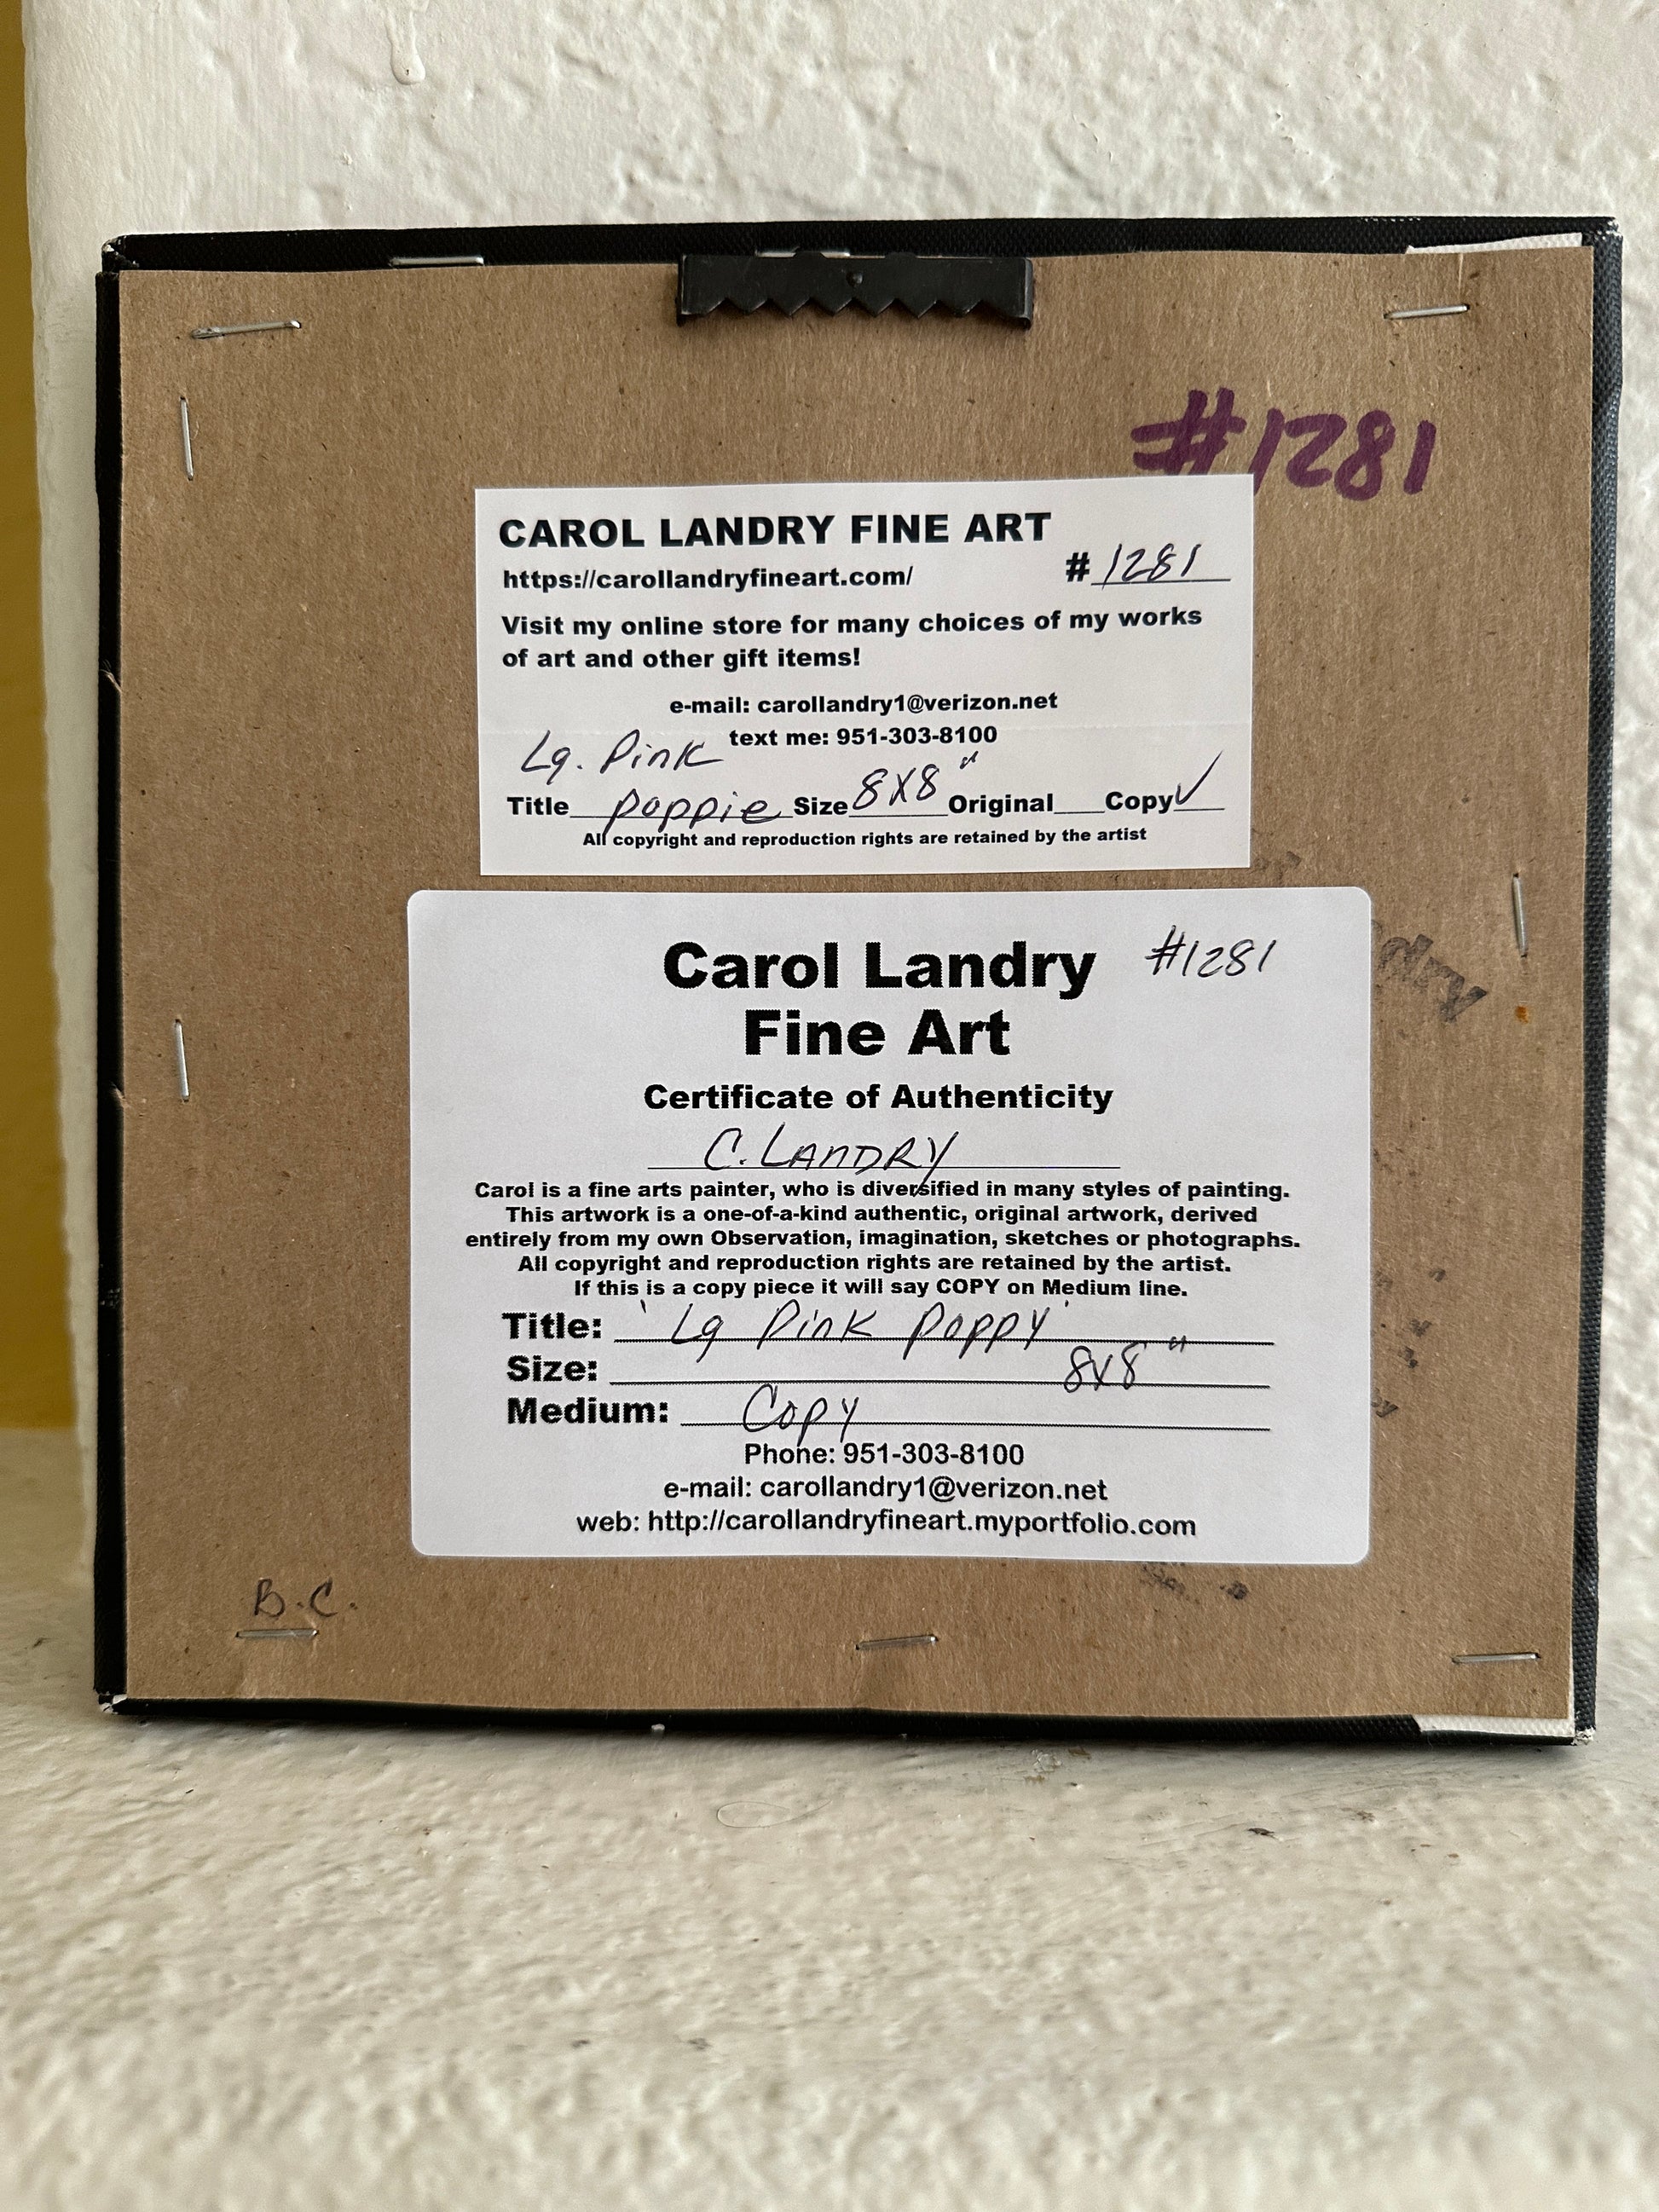 #1281
CAROL LANDRY FINE ART
https://carollandryfineart.com/ # 1281
Visit my online store for many choices of my works
of art and other gift items!
e-mail: carollandry1@verizon.net
text me: 951-303-8100
Lg. Pink
Title poppie Size 8x8" Original___ Copy ✓
All copyright and reproduction rights are retained by the artist
Carol Landry #1281
Fine Art
Certificate of Authenticity
C. LANDRY
Carol is a fine arts painter, who is diversified in many styles of painting.
This artwork is a one-of-a-kind authentic, original artwork, derived
entirely from my own Observation, imagination, sketches or photographs.
All copyright and reproduction rights are retained by the artist.
If this is a copy piece it will say COPY on Medium line.
Title: 'Lg Pink Poppy'
Size: 8x8"
Medium: Copy
Phone: 951-303-8100
e-mail: carollandry1@verizon.net
web: http://carollandryfineart.myportfolio.com
dry
B.C.